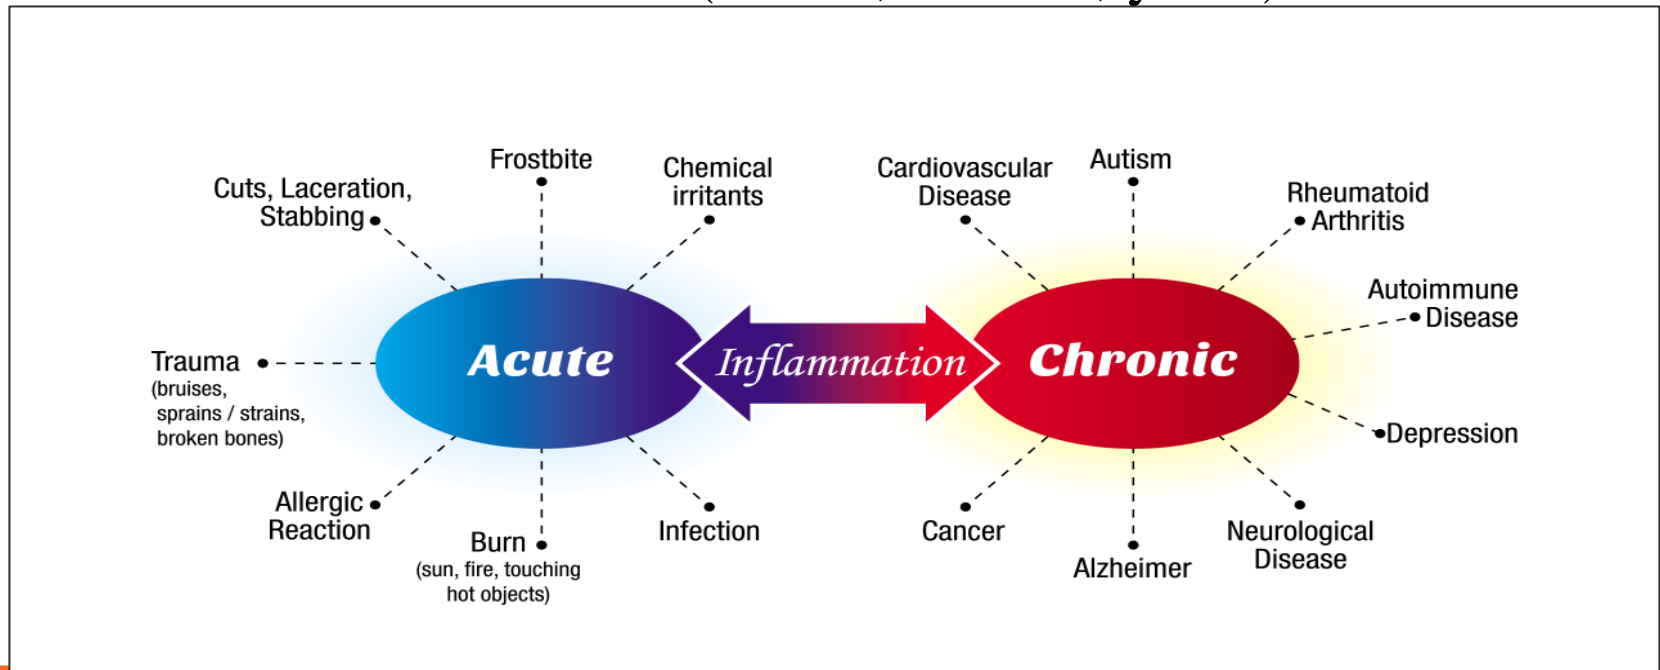 Frostbite
Chemical
irritants
Cuts, Laceration,
Stabbing
Cardiovascular
Disease
Autism
Rheumatoid
Arthritis
Autoimmune
Disease
Trauma
(bruises,
sprains / strains,
broken bones)
Acute
Inflammation
Chronic
Depression
Allergic
Reaction
Burn
(sun, fire, touching
hot objects)
Infection
Cancer
Alzheimer
Neurological
Disease